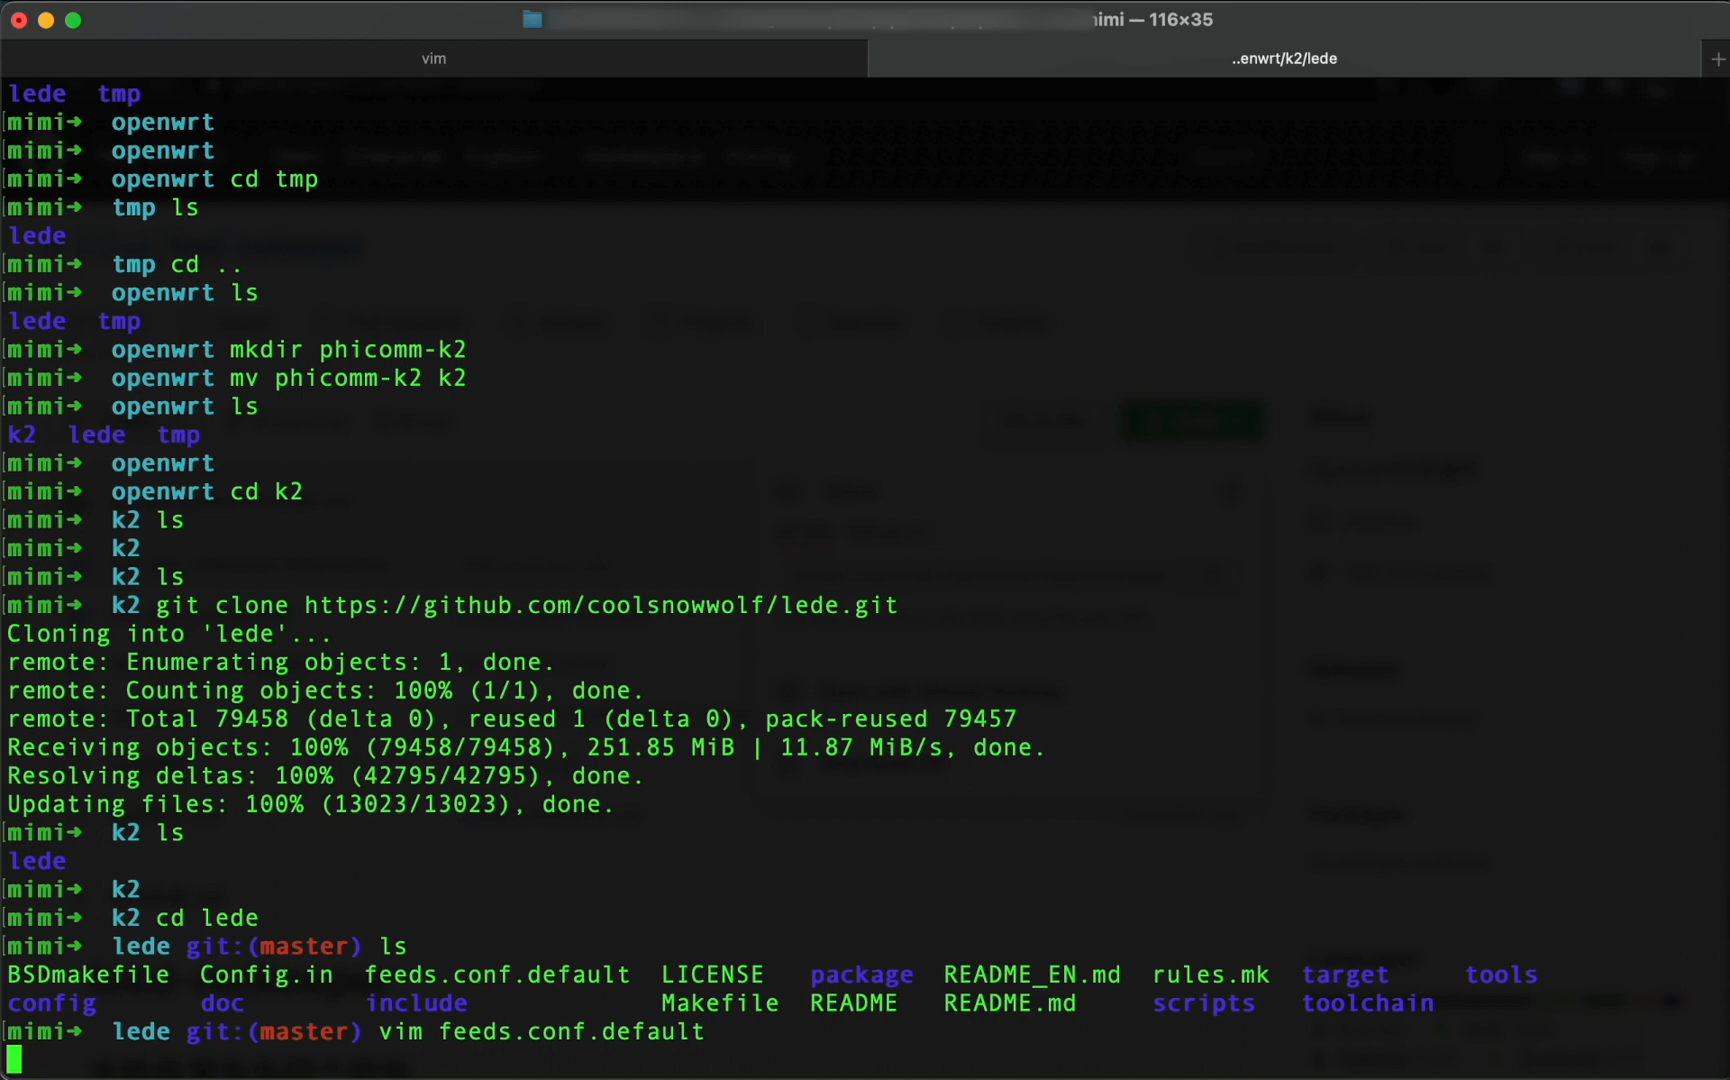 imi — 116×35
vim
..enwrt/k2/lede
+
lede tmp
[mimi→ openwrt
[mimi→ openwrt
[mimi→ openwrt cd tmp
[mimi→ tmp ls
lede
[mimi→ tmp cd ..
[mimi→ openwrt ls
lede tmp
[mimi→ openwrt mkdir phicomm-k2
[mimi→ openwrt mv phicomm-k2 k2
[mimi→ openwrt ls
k2 lede tmp
[mimi→ openwrt
[mimi→ openwrt cd k2
[mimi→ k2 ls
[mimi→ k2
[mimi→ k2 ls
[mimi→ k2 git clone https://github.com/coolsnowwolf/lede.git
Cloning into 'lede'...
remote: Enumerating objects: 1, done.
remote: Counting objects: 100% (1/1), done.
remote: Total 79458 (delta 0), reused 1 (delta 0), pack-reused 79457
Receiving objects: 100% (79458/79458), 251.85 MiB | 11.87 MiB/s, done.
Resolving deltas: 100% (42795/42795), done.
Updating files: 100% (13023/13023), done.
[mimi→ k2 ls
lede
[mimi→ k2
[mimi→ k2 cd lede
[mimi→ lede git:(master) ls
BSDmakefile Config.in feeds.conf.default LICENSE package README_EN.md rules.mk target tools
config doc include Makefile README README.md scripts toolchain
[mimi→ lede git:(master) vim feeds.conf.default